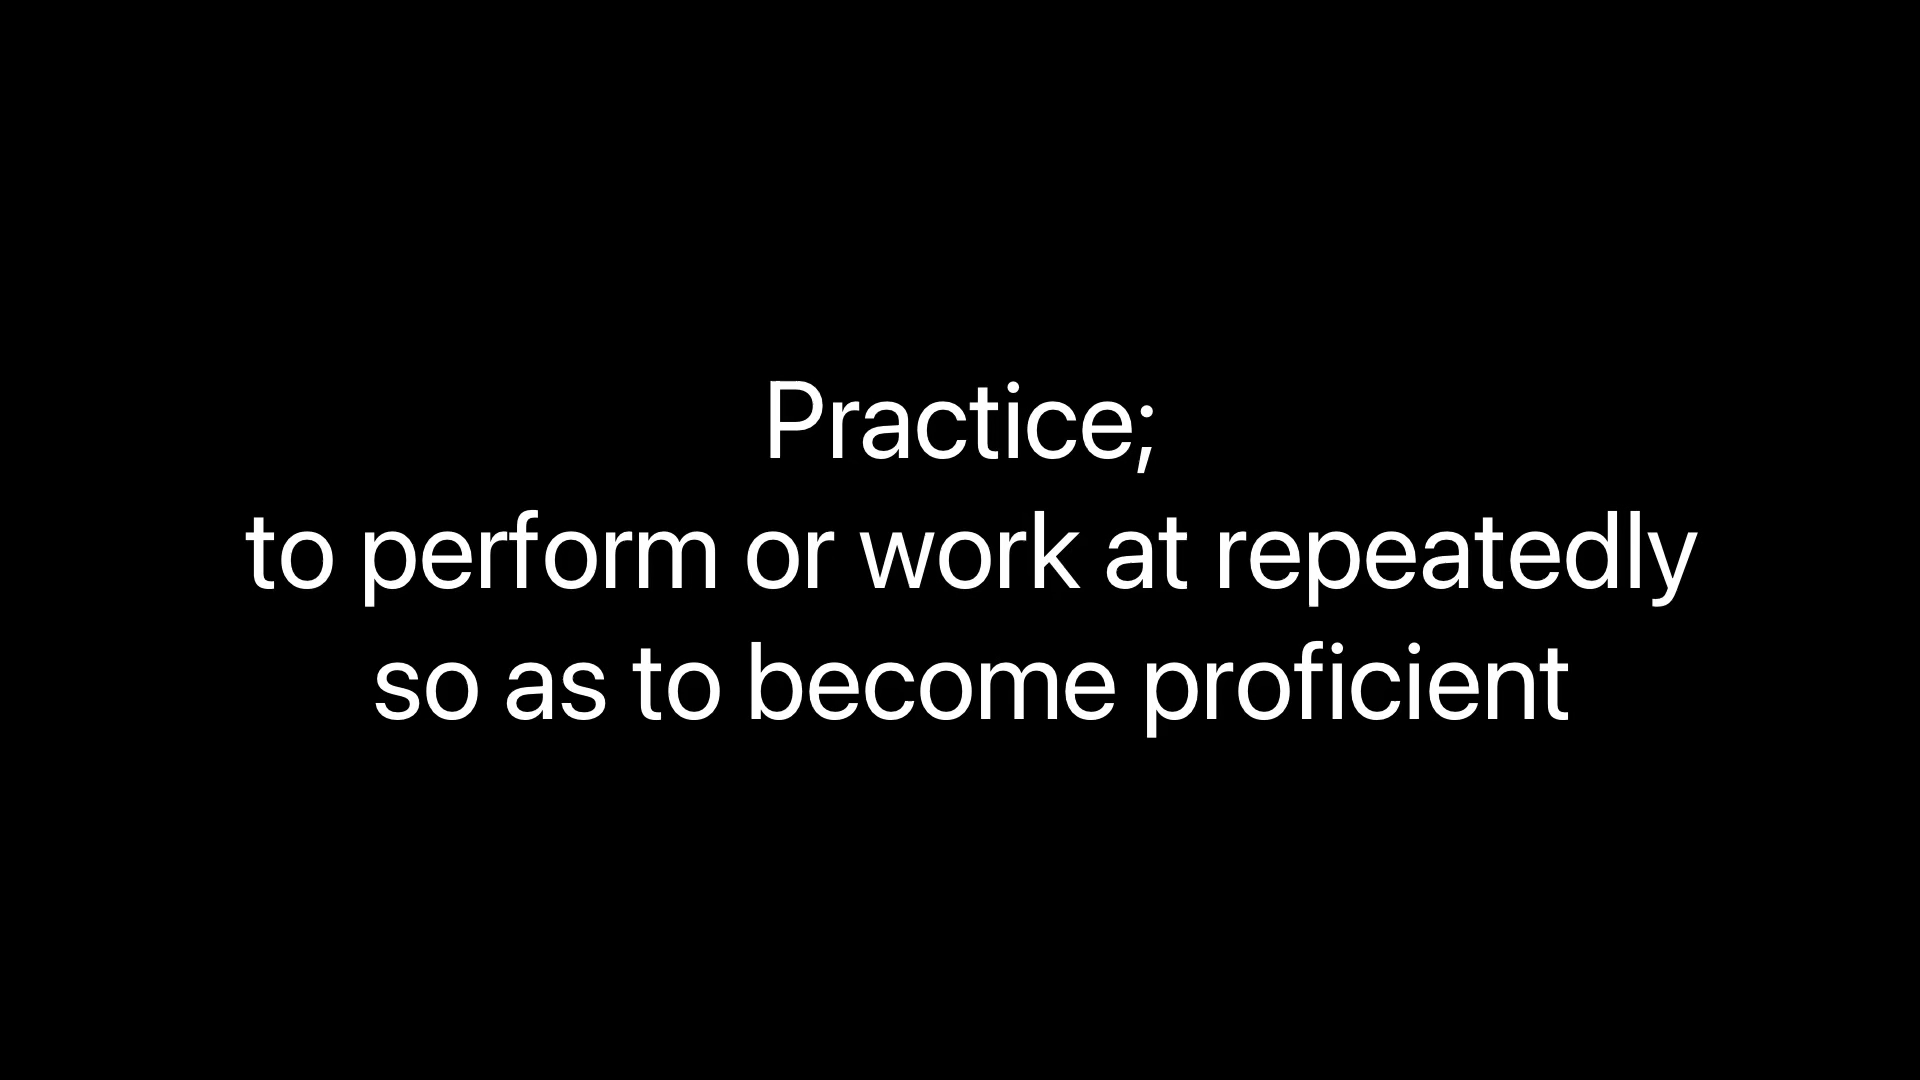 Practice;
to perform or work at repeatedly
so as to become proficient